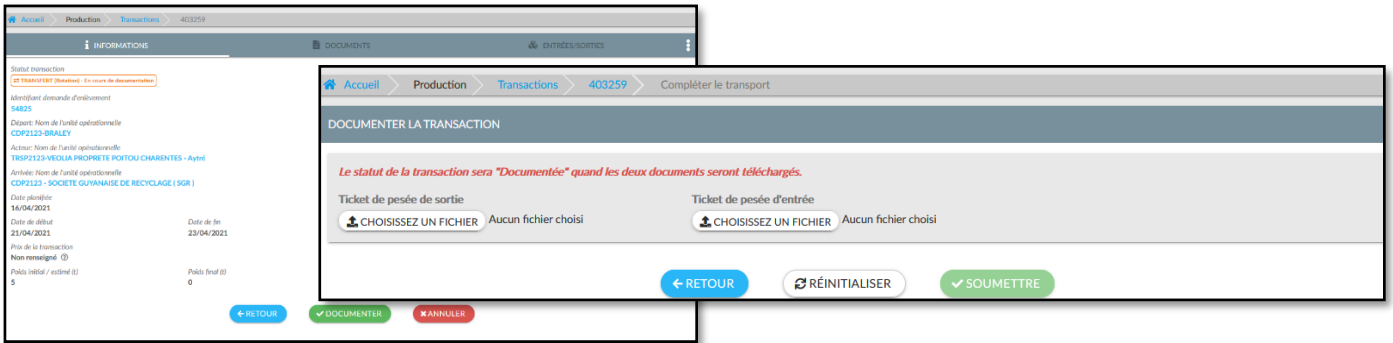 Accueil Production Transactions 403259
INFORMATIONS DOCUMENTS ENTRÉES/SORTIES
Statut transaction
TRANSFERT (Rotation) - En cours de documentation
Identifiant demande d'enlèvement
54825
Départ: Nom de l'unité opérationnelle
CDP2123-BRALEY
Acteur: Nom de l'unité opérationnelle
TRSP2123-VEOLIA PROPRETE POITOU CHARENTES - Aytré
Arrivée: Nom de l'unité opérationnelle
CDP2123 - SOCIETE GUYANAISE DE RECYCLAGE ( SGR )
Date planifiée
16/04/2021
Date de début Date de fin
21/04/2021 23/04/2021
Prix de la transaction
Non renseigné
Poids initial / estimé (t) Poids final (t)
5 0
RETOUR DOCUMENTER ANNULER
Accueil Production Transactions 403259 Compléter le transport
DOCUMENTER LA TRANSACTION
Le statut de la transaction sera "Documentée" quand les deux documents seront téléchargés.
Ticket de pesée de sortie Ticket de pesée d'entrée
CHOISISSEZ UN FICHIER Aucun fichier choisi CHOISISSEZ UN FICHIER Aucun fichier choisi
RETOUR RÉINITIALISER SOUMETTRE